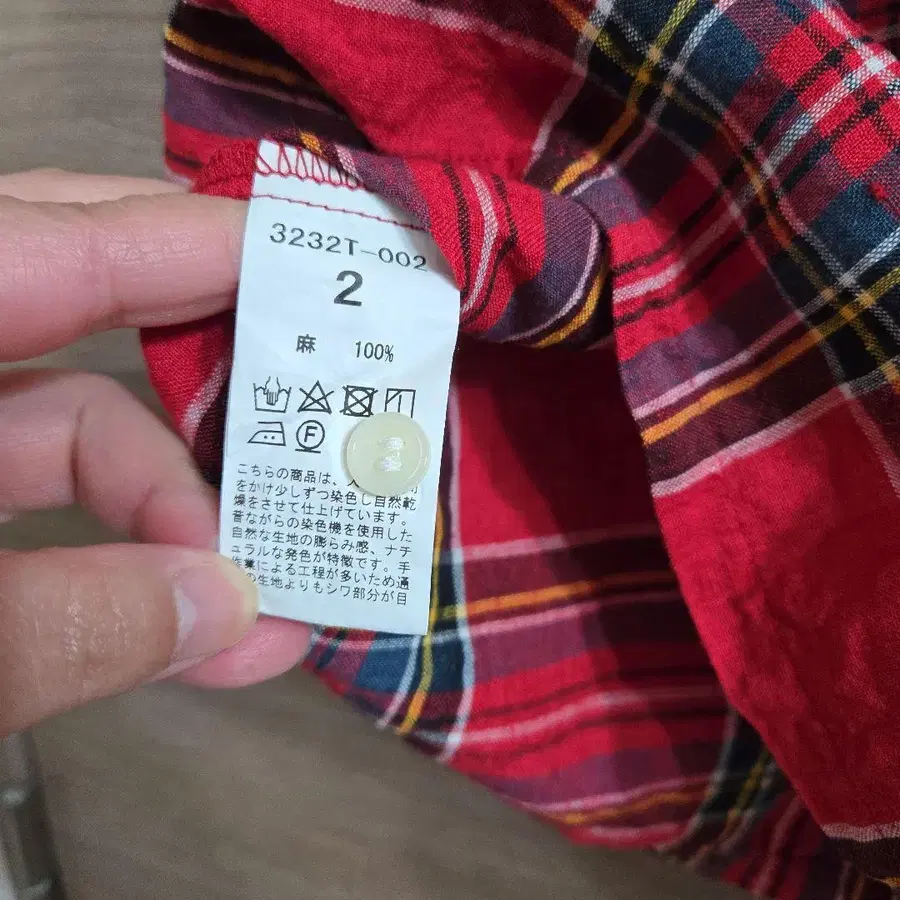 3232T-002
2
麻 100%
F
こちらの商品は、
をかけ少しずつ染色し自然乾
燥をさせて仕上げています。
昔ながらの染色機を使用した
自然な生地の膨らみ感、ナチ
ュラルな発色が特徴です。手
作業による工程が多いため通
の生地よりもシワ部分が目